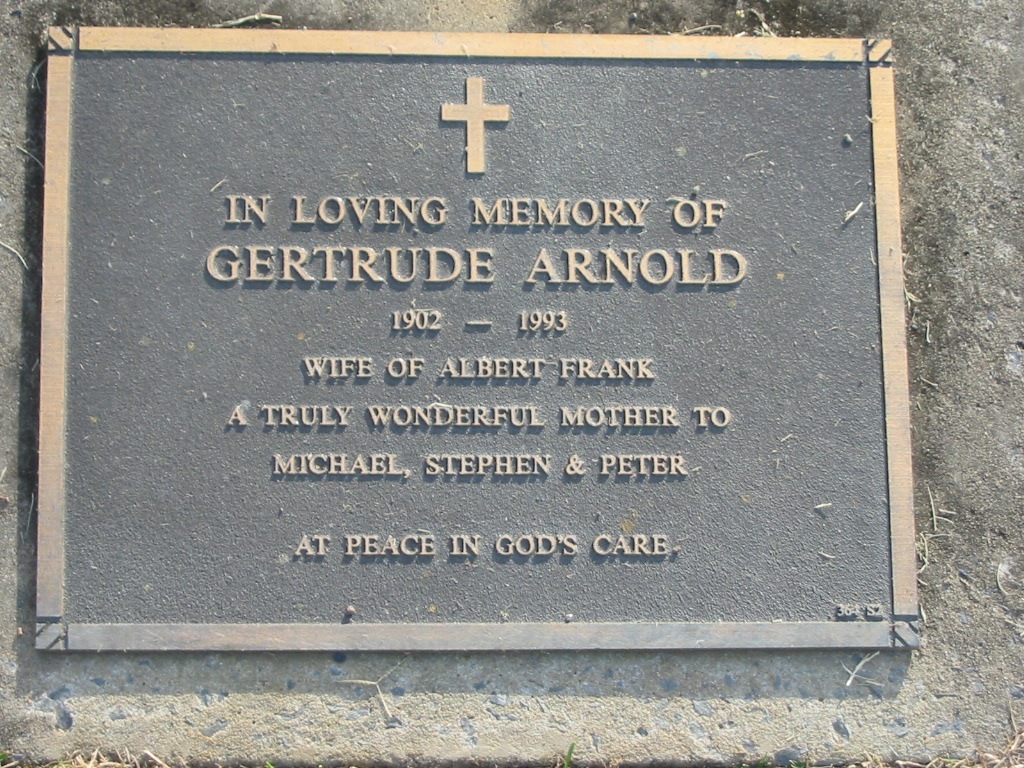 IN LOVING MEMORY OF
GERTRUDE ARNOLD
1902 — 1993
WIFE OF ALBERT FRANK
A TRULY WONDERFUL MOTHER TO
MICHAEL, STEPHEN & PETER
AT PEACE IN GOD'S CARE.